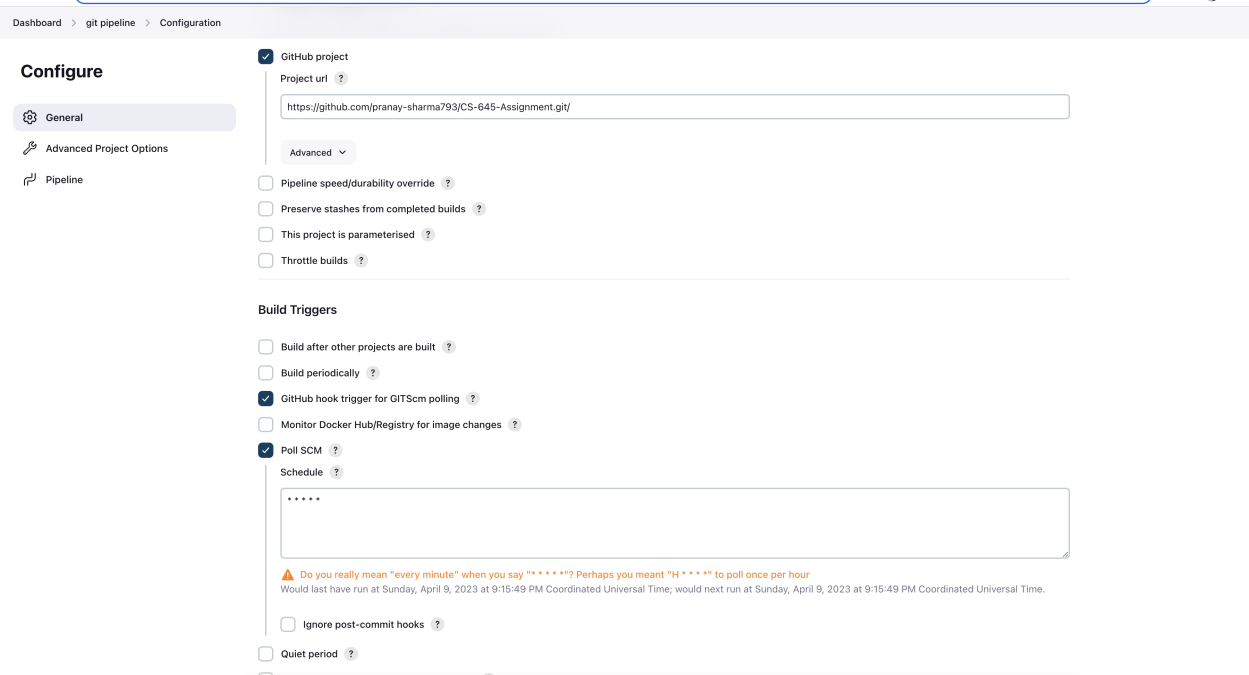 Dashboard > git pipeline > Configuration
Configure
General
Advanced Project Options
Pipeline
GitHub project
Project url ?
https://github.com/pranay-sharma793/CS-645-Assignment.git/
Advanced
Pipeline speed/durability override ?
Preserve stashes from completed builds ?
This project is parameterised ?
Throttle builds ?
Build Triggers
Build after other projects are built ?
Build periodically ?
GitHub hook trigger for GITScm polling ?
Monitor Docker Hub/Registry for image changes ?
Poll SCM ?
Schedule ?
* * * * *
Do you really mean "every minute" when you say "* * * * *"? Perhaps you meant "H * * * *" to poll once per hour
Would last have run at Sunday, April 9, 2023 at 9:15:49 PM Coordinated Universal Time; would next run at Sunday, April 9, 2023 at 9:15:49 PM Coordinated Universal Time.
Ignore post-commit hooks ?
Quiet period ?